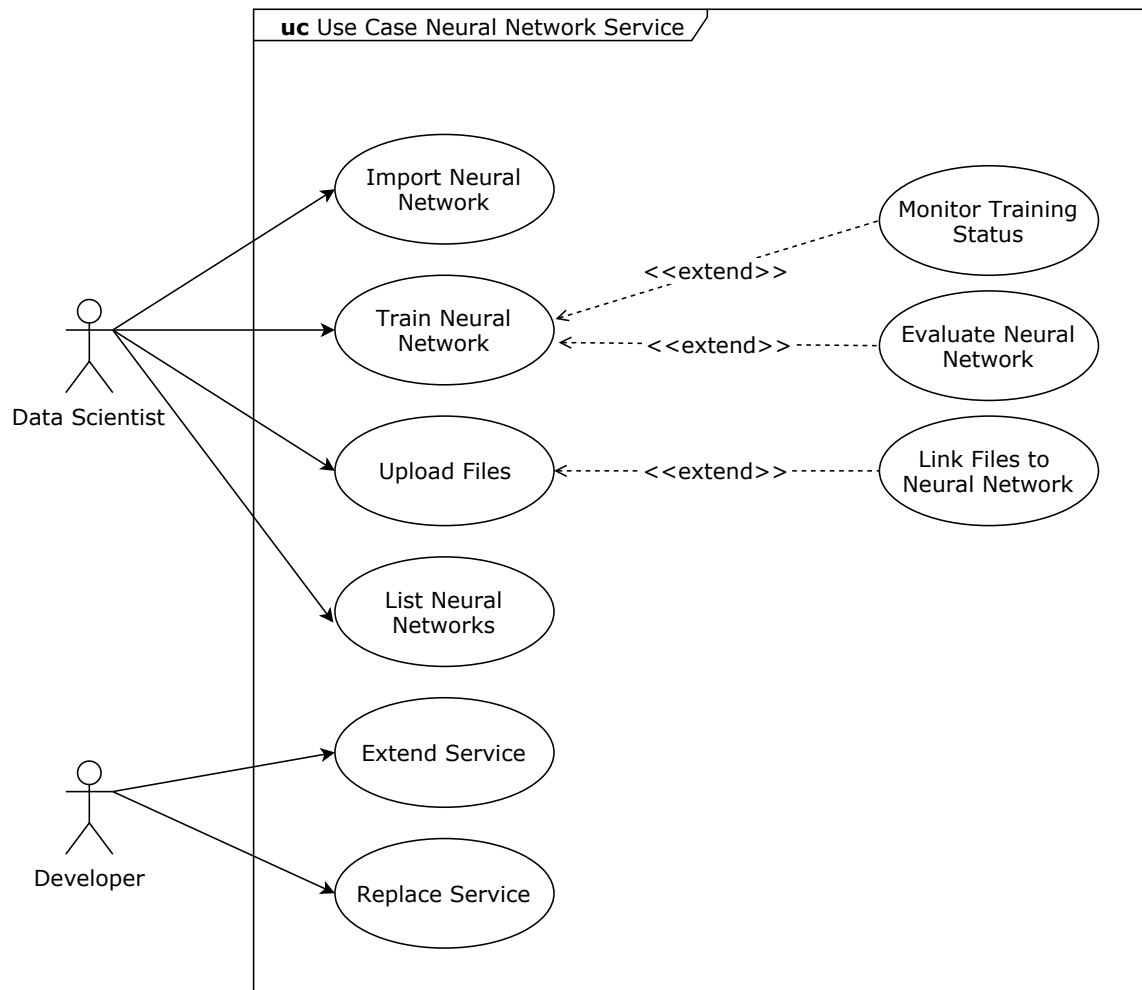 uc Use Case Neural Network Service
Import Neural
Network
Monitor Training
Status
<<extend>>
Train Neural
Network
<<extend>>
Evaluate Neural
Network
Data Scientist
Upload Files
<<extend>>
Link Files to
Neural Network
List Neural
Networks
Extend Service
Developer
Replace Service